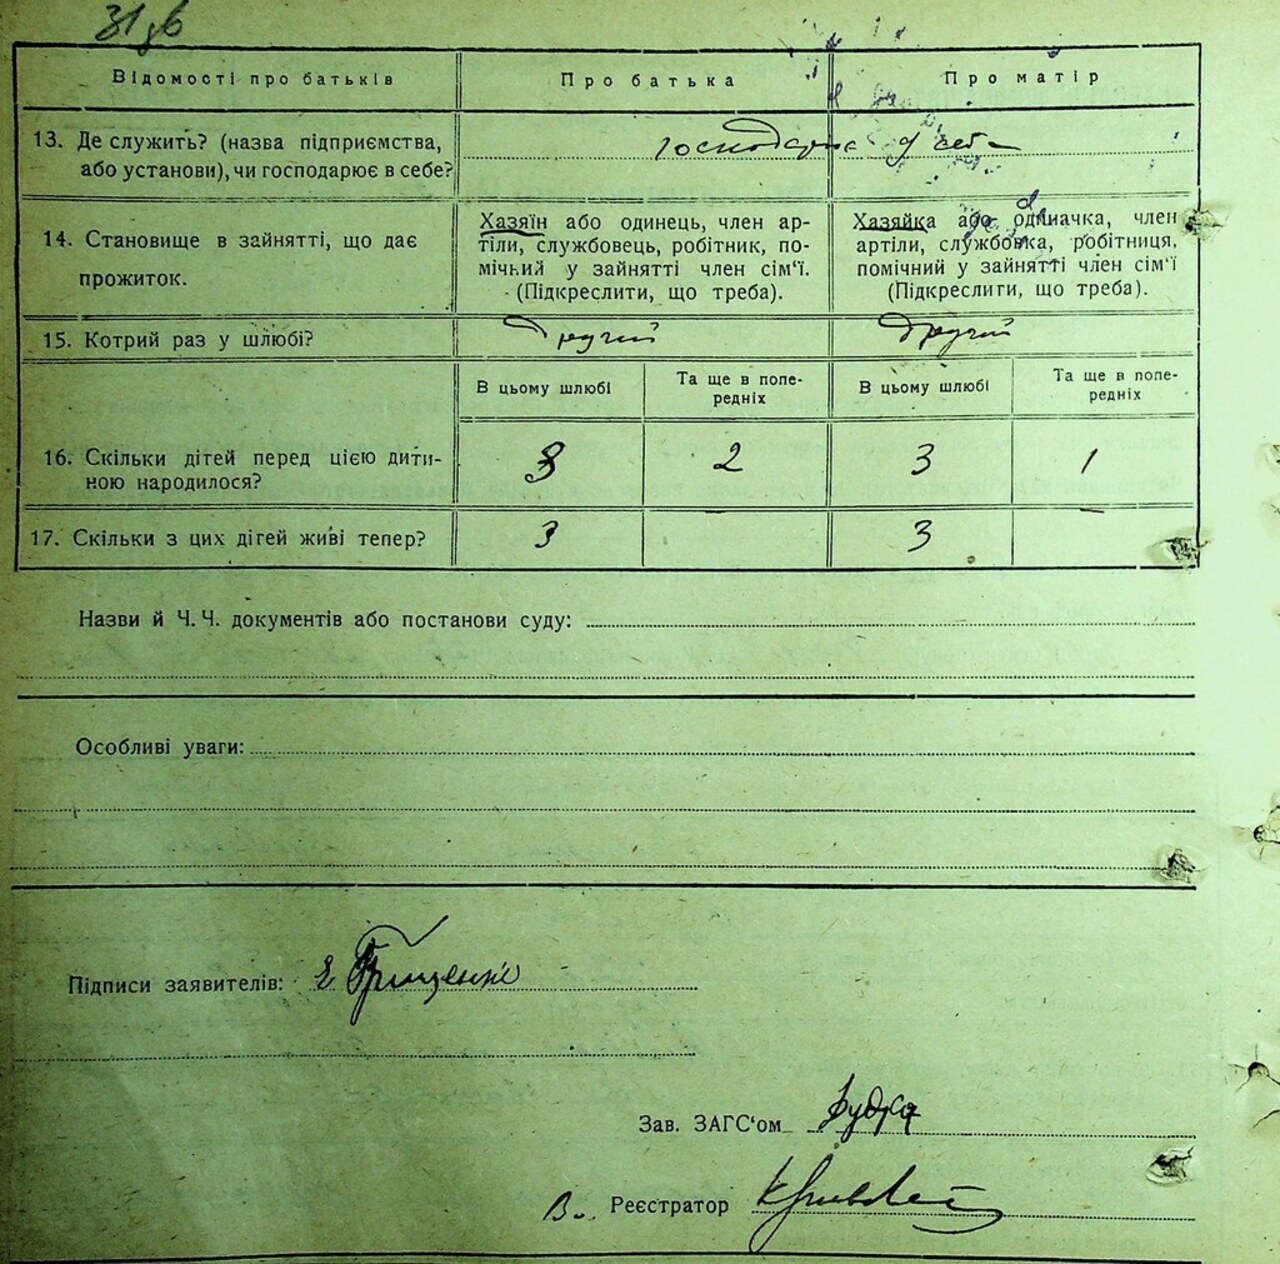 31 зв
Відомості про батьків
Про батька
Про матір
13. Де служить? (назва підприємства,
або установи), чи господарює в себе?
господарює у себе
14. Становище в зайнятті, що дає
прожиток.
Хазяїн або одинець, член ар-
тіли, службовець, робітник, по-
мічний у зайнятті член сім‘ї.
(Підкреслити, що треба).
Хазяйка або одиначка, член
артіли, службовка, робітниця,
помічний у зайнятті член сім‘ї
(Підкреслити, що треба).
15. Котрий раз у шлюбі?
Другий
Другий
В цьому шлюбі
Та ще в попе-
редніх
В цьому шлюбі
Та ще в попе-
редніх
16. Скільки дітей перед цією дити-
ною народилося?
3
2
3
1
17. Скільки з цих дітей живі тепер?
3
3
Назви й Ч. Ч. документів або постанови суду:
Особливі уваги:
Підписи заявителів: Е Грищенко
Зав. ЗАГС‘ом
В.. Реєстратор